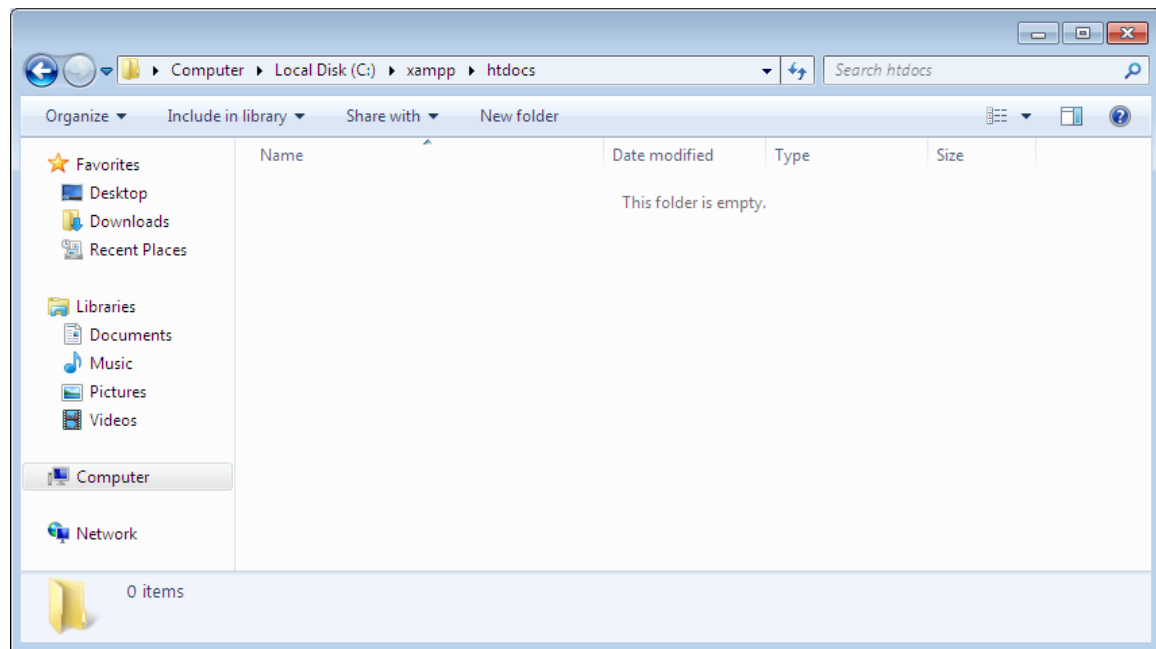 Computer Local Disk (C:) xampp htdocs Search htdocs
Organize Include in library Share with New folder
Name Date modified Type Size
This folder is empty.
Favorites
Desktop
Downloads
Recent Places
Libraries
Documents
Music
Pictures
Videos
Computer
Network
0 items